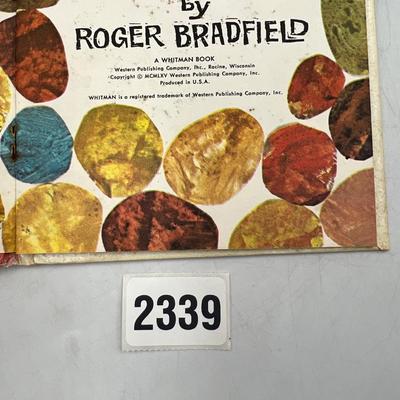 by
ROGER BRADFIELD
A WHITMAN BOOK
Western Publishing Company, Inc., Racine, Wisconsin
Copyright © MCMLXV Western Publishing Company, Inc.
Produced in U.S.A.
WHITMAN is a registered trademark of Western Publishing Company, Inc.
2339